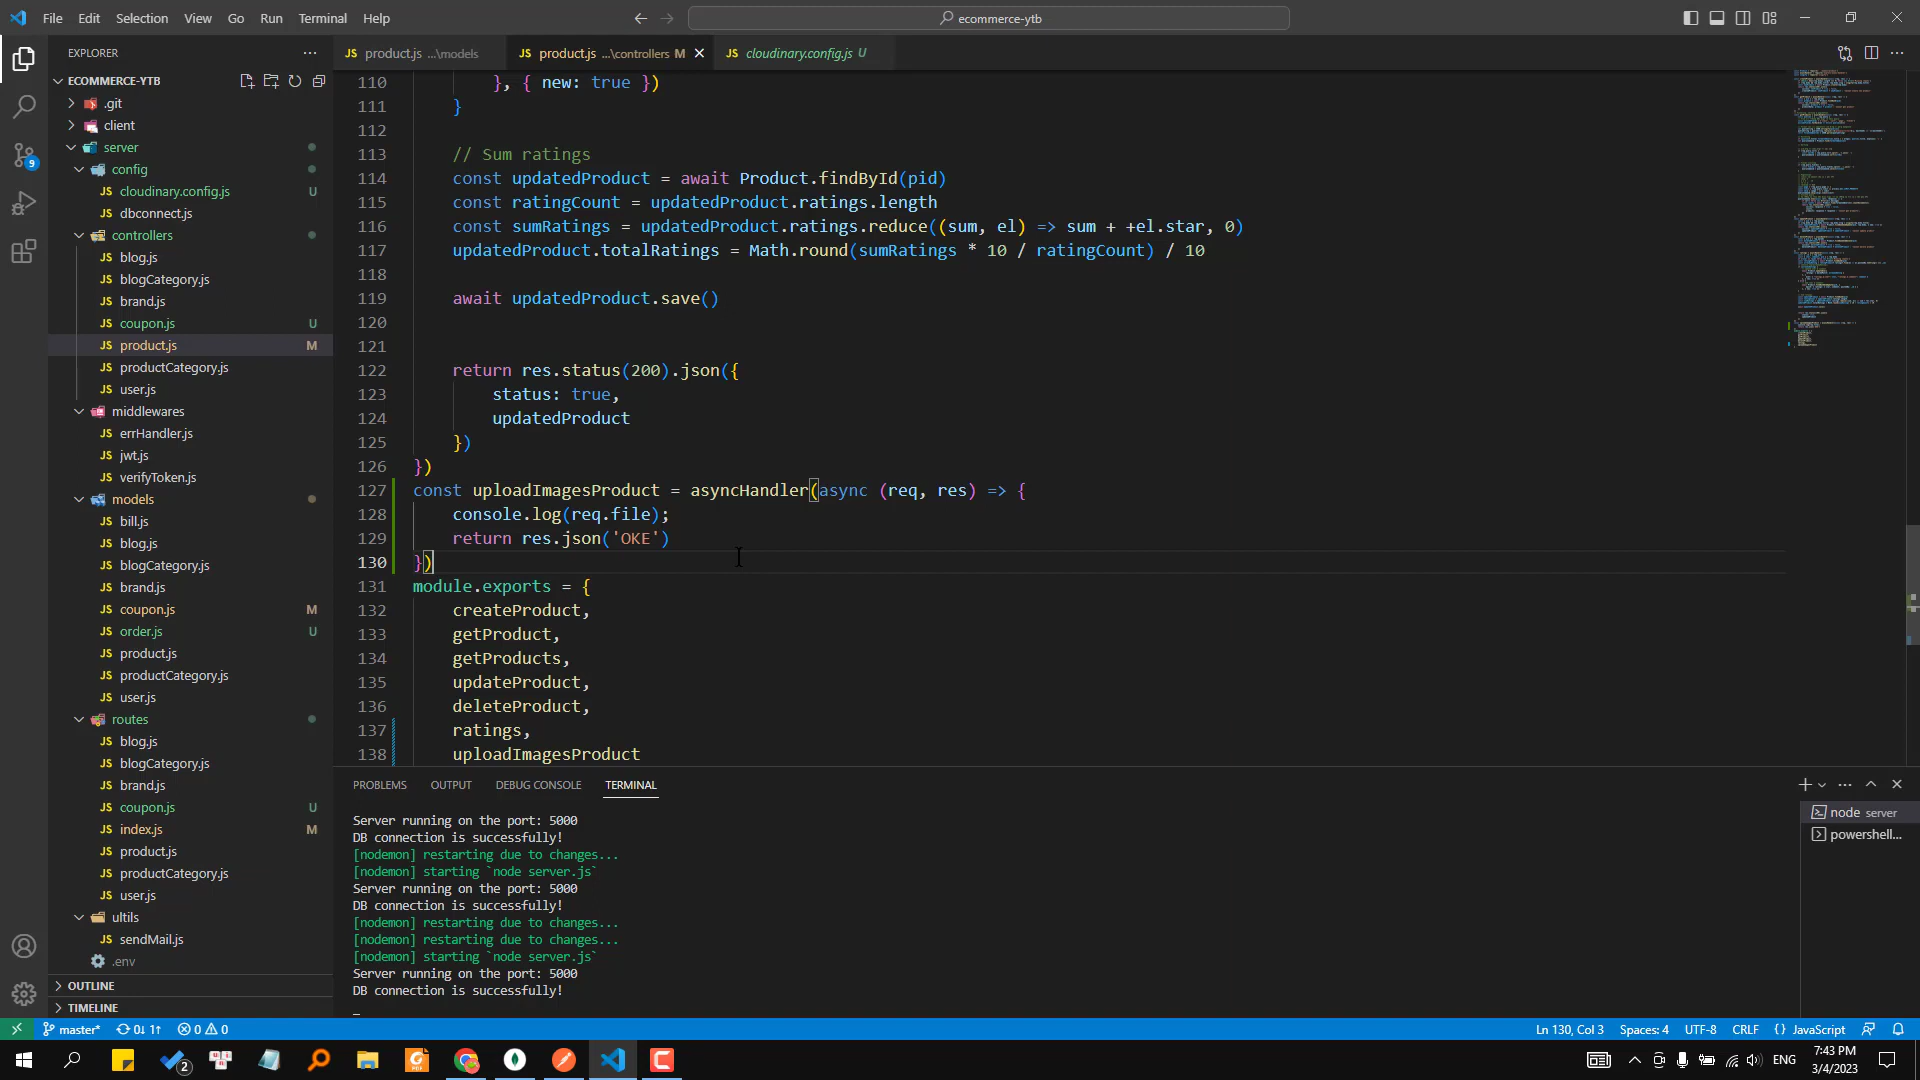 File Edit Selection View Go Run Terminal Help
ecommerce-ytb
EXPLORER
product.js ...\models
product.js ...\controllers M
cloudinary.config.js U
ECOMMERCE-YTB
.git
client
server
config
cloudinary.config.js U
dbconnect.js
controllers
blog.js
blogCategory.js
brand.js
coupon.js U
product.js M
productCategory.js
user.js
middlewares
errHandler.js
jwt.js
verifyToken.js
models
bill.js
blog.js
blogCategory.js
brand.js
coupon.js M
order.js U
product.js
productCategory.js
user.js
routes
blog.js
blogCategory.js
brand.js
coupon.js U
index.js M
product.js
productCategory.js
user.js
ultils
sendMail.js
.env
OUTLINE
TIMELINE
110 }, { new: true })
111 }
112
113 // Sum ratings
114 const updatedProduct = await Product.findById(pid)
115 const ratingCount = updatedProduct.ratings.length
116 const sumRatings = updatedProduct.ratings.reduce((sum, el) => sum + +el.star, 0)
117 updatedProduct.totalRatings = Math.round(sumRatings * 10 / ratingCount) / 10
118
119 await updatedProduct.save()
120
121
122 return res.status(200).json({
123 status: true,
124 updatedProduct
125 })
126 })
127 const uploadImagesProduct = asyncHandler(async (req, res) => {
128 console.log(req.file);
129 return res.json('OKE')
130 })
131 module.exports = {
132 createProduct,
133 getProduct,
134 getProducts,
135 updateProduct,
136 deleteProduct,
137 ratings,
138 uploadImagesProduct
PROBLEMS OUTPUT DEBUG CONSOLE TERMINAL
Server running on the port: 5000
DB connection is successfully!
[nodemon] restarting due to changes...
[nodemon] starting `node server.js`
Server running on the port: 5000
DB connection is successfully!
[nodemon] restarting due to changes...
[nodemon] restarting due to changes...
[nodemon] starting `node server.js`
Server running on the port: 5000
DB connection is successfully!
node server
powershell...
9
master* 0↓ 1↑ 0 0
Ln 130, Col 3 Spaces: 4 UTF-8 CRLF {} JavaScript
2
ENG
7:43 PM
3/4/2023